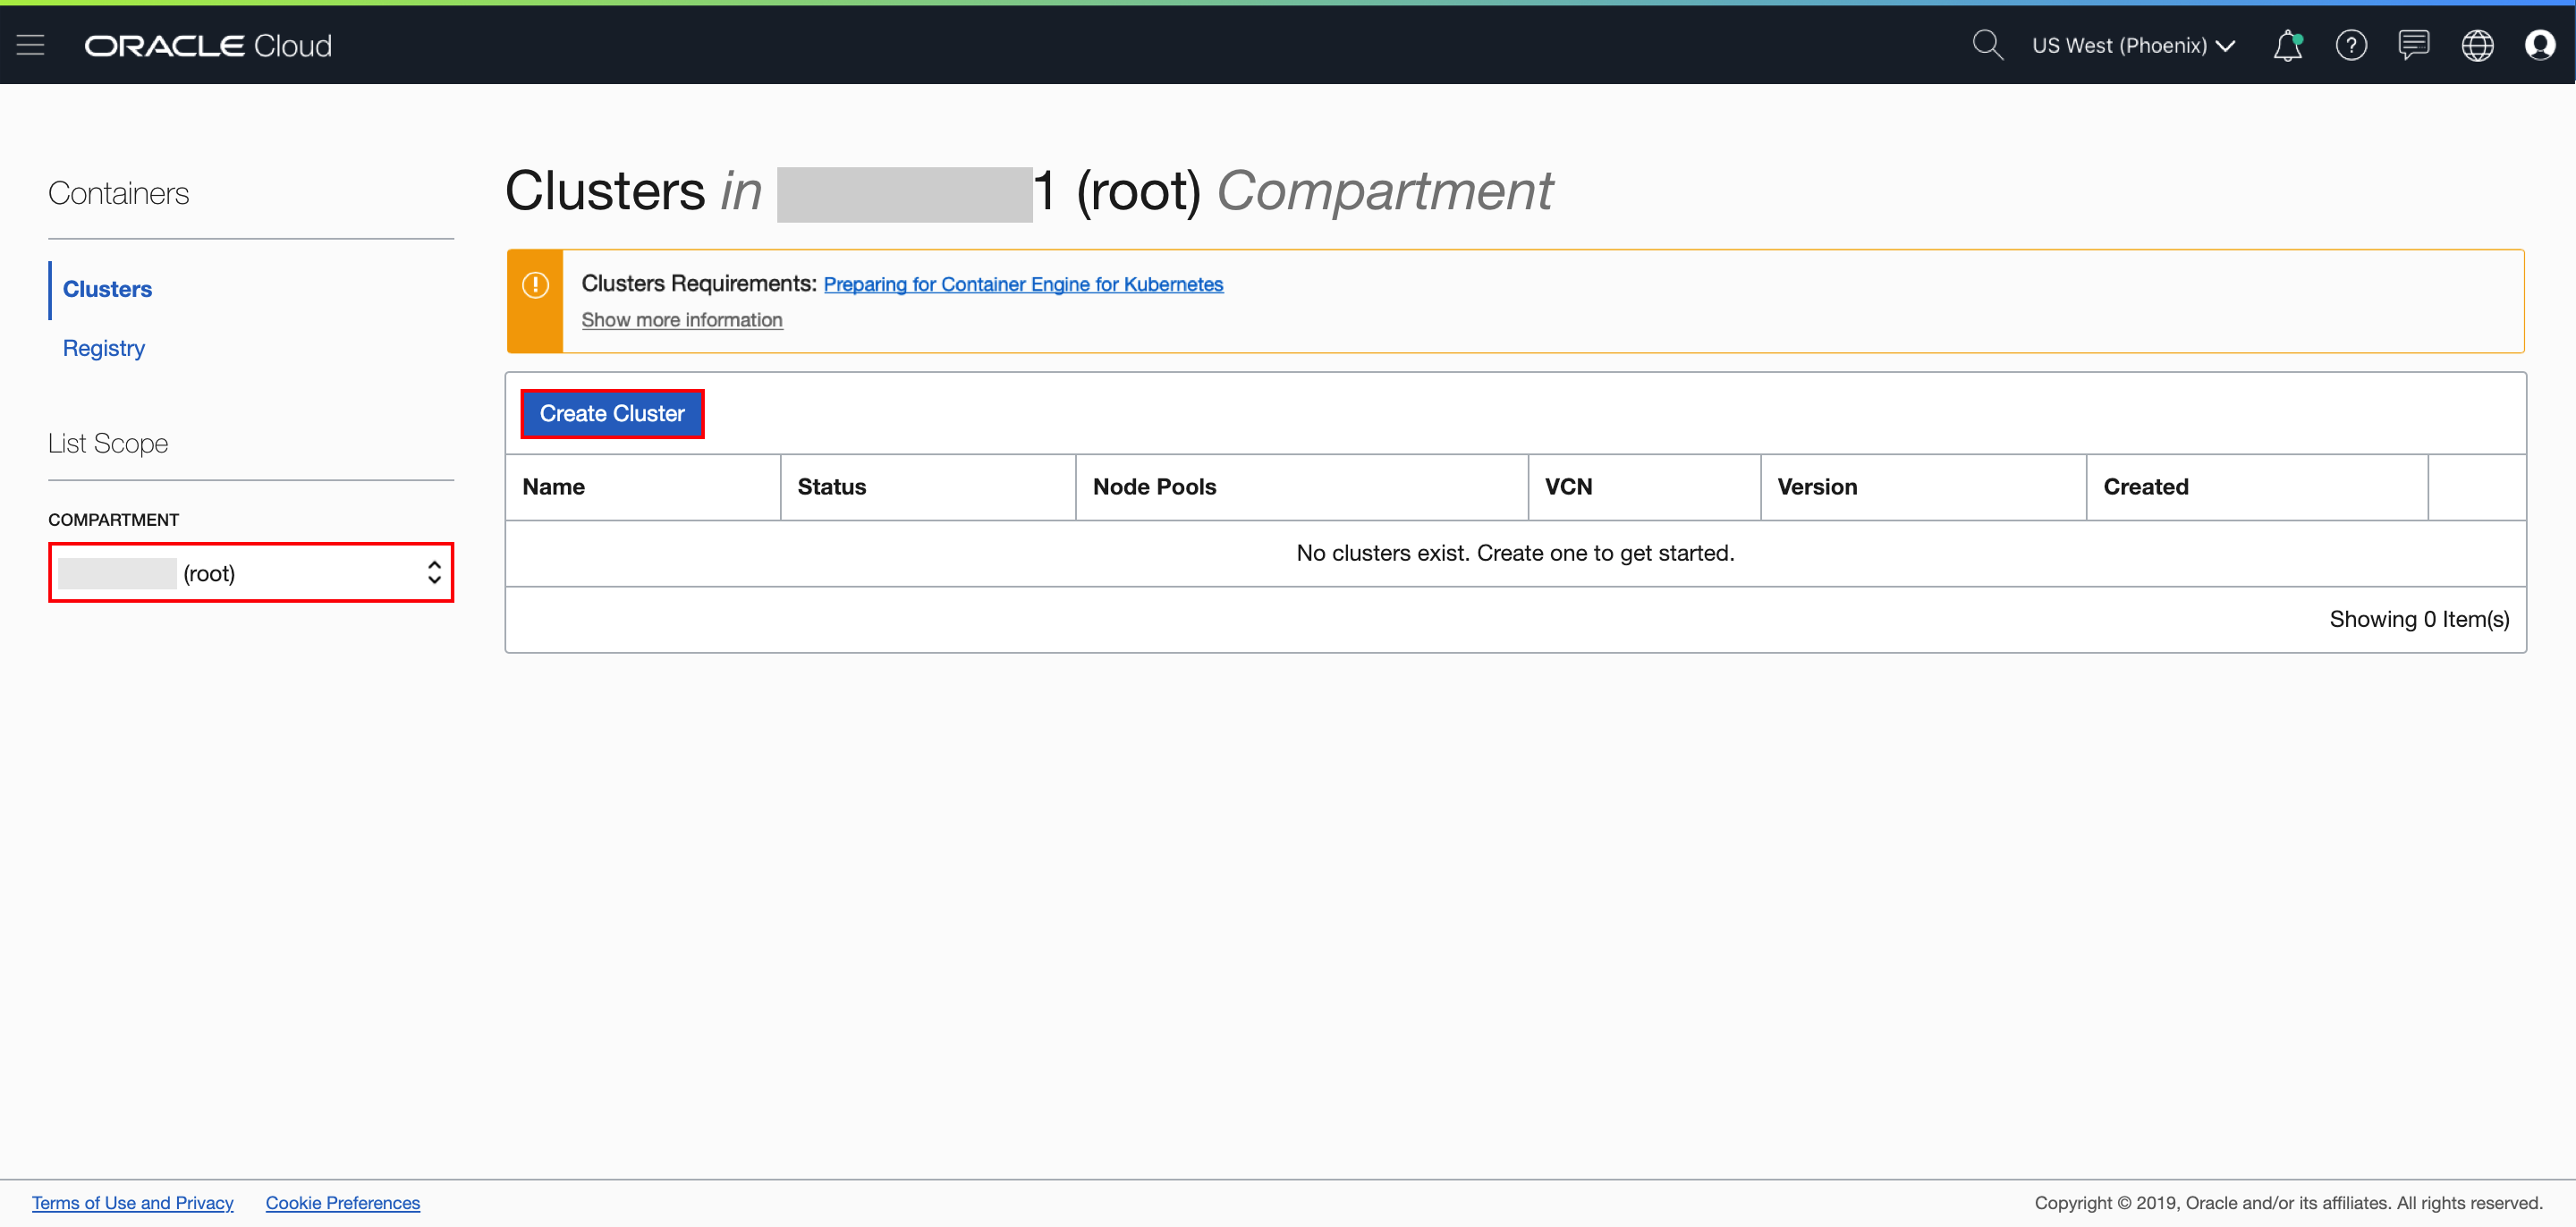 ORACLE Cloud
US West (Phoenix)
Containers
Clusters
Registry
List Scope
COMPARTMENT
(root)
Clusters in 1 (root) Compartment
Clusters Requirements: Preparing for Container Engine for Kubernetes
Show more information
Create Cluster
Name Status Node Pools VCN Version Created
No clusters exist. Create one to get started.
Showing 0 Item(s)
Terms of Use and Privacy Cookie Preferences
Copyright © 2019, Oracle and/or its affiliates. All rights reserved.